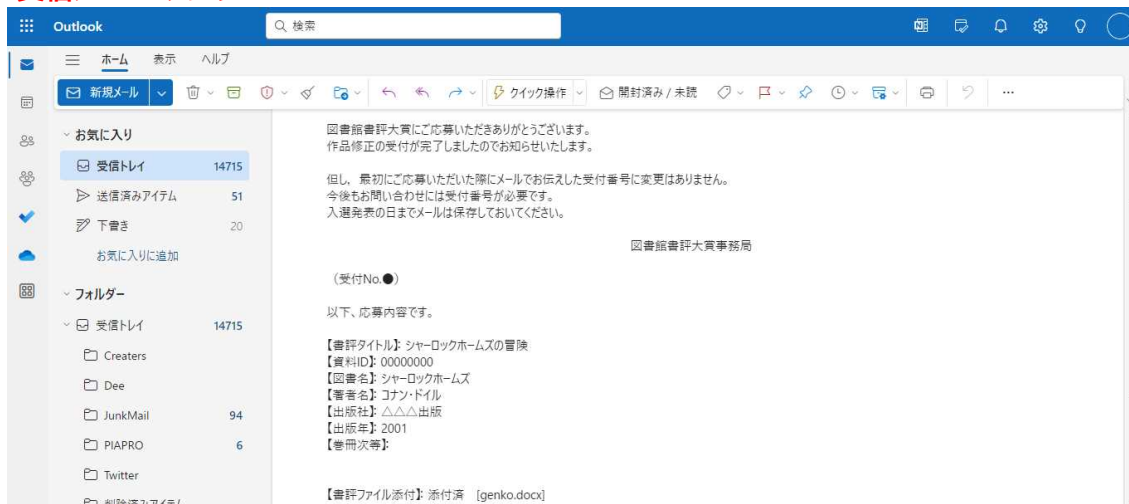 Outlook
検索
ホーム 表示 ヘルプ
新規メール クイック操作 開封済み / 未読
お気に入り
受信トレイ 14715
送信済みアイテム 51
下書き 20
お気に入りに追加
フォルダー
受信トレイ 14715
Creaters
Dee
JunkMail 94
PIAPRO 6
Twitter
図書館書評大賞にご応募いただきありがとうございます。
作品修正の受付が完了しましたのでお知らせいたします。
但し、最初にご応募いただいた際にメールでお伝えした受付番号に変更はありません。
今後もお問い合わせには受付番号が必要です。
入選発表の日までメールは保存しておいてください。
図書館書評大賞事務局
（受付No.●）
以下、応募内容です。
【書評タイトル】: シャーロックホームズの冒険
【資料ID】: 00000000
【図書名】: シャーロックホームズ
【著者名】: コナン・ドイル
【出版社】: △△△出版
【出版年】: 2001
【巻冊次等】:
【書評ファイル添付】: 添付済 [genko.docx]